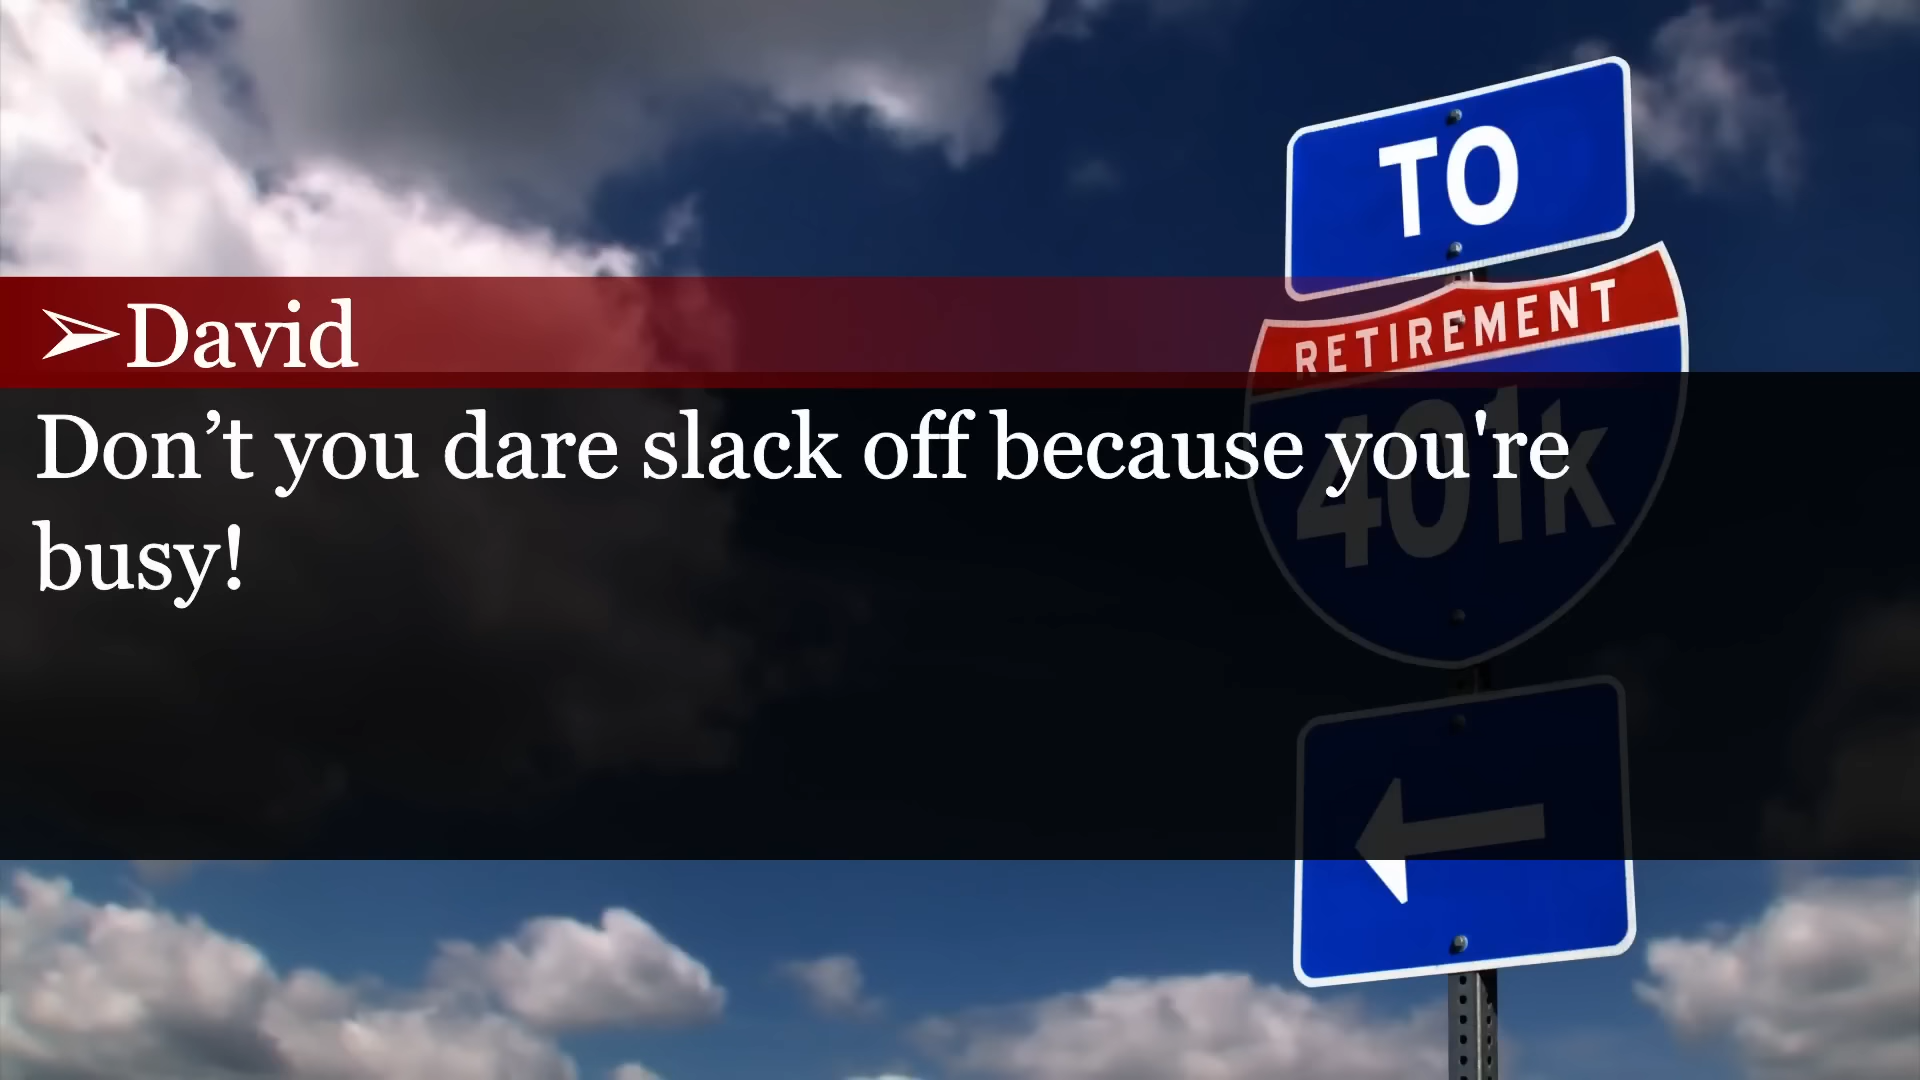 TO
RETIREMENT
➢David
401k
Don’t you dare slack off because you're
busy!